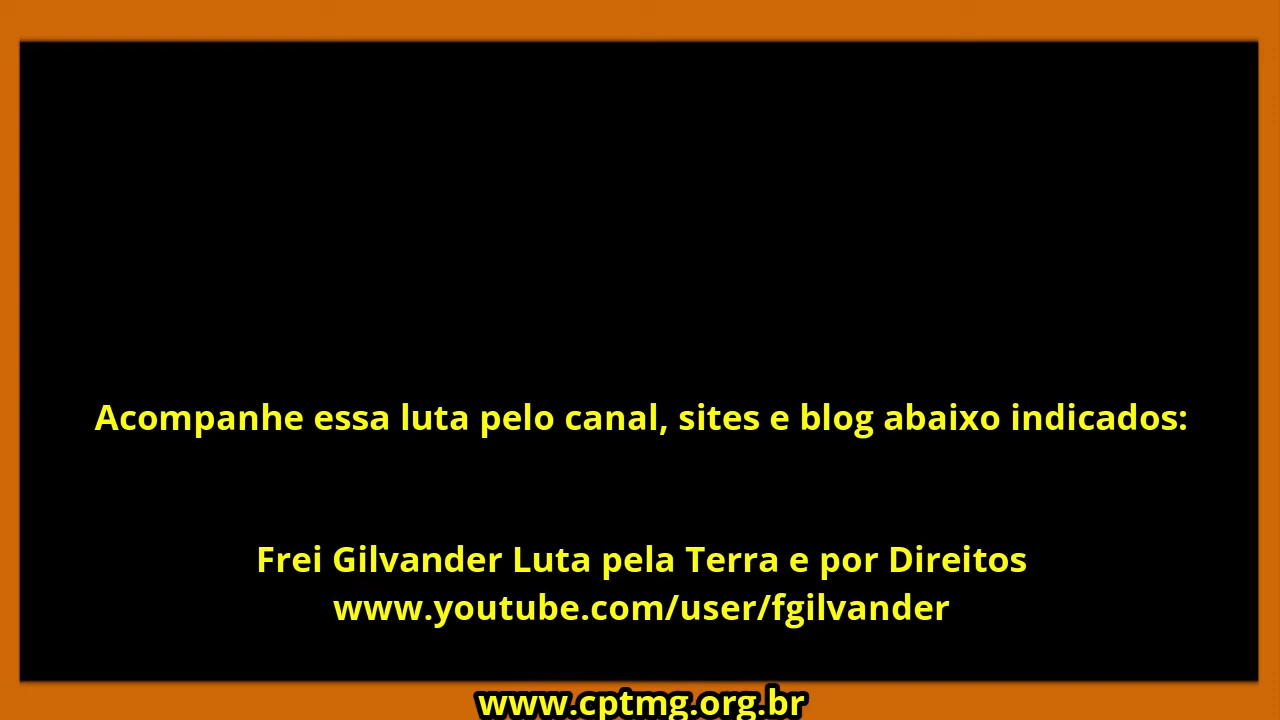 Acompanhe essa luta pelo canal, sites e blog abaixo indicados:
Frei Gilvander Luta pela Terra e por Direitos
www.youtube.com/user/fgilvander
www.cptmg.org.br